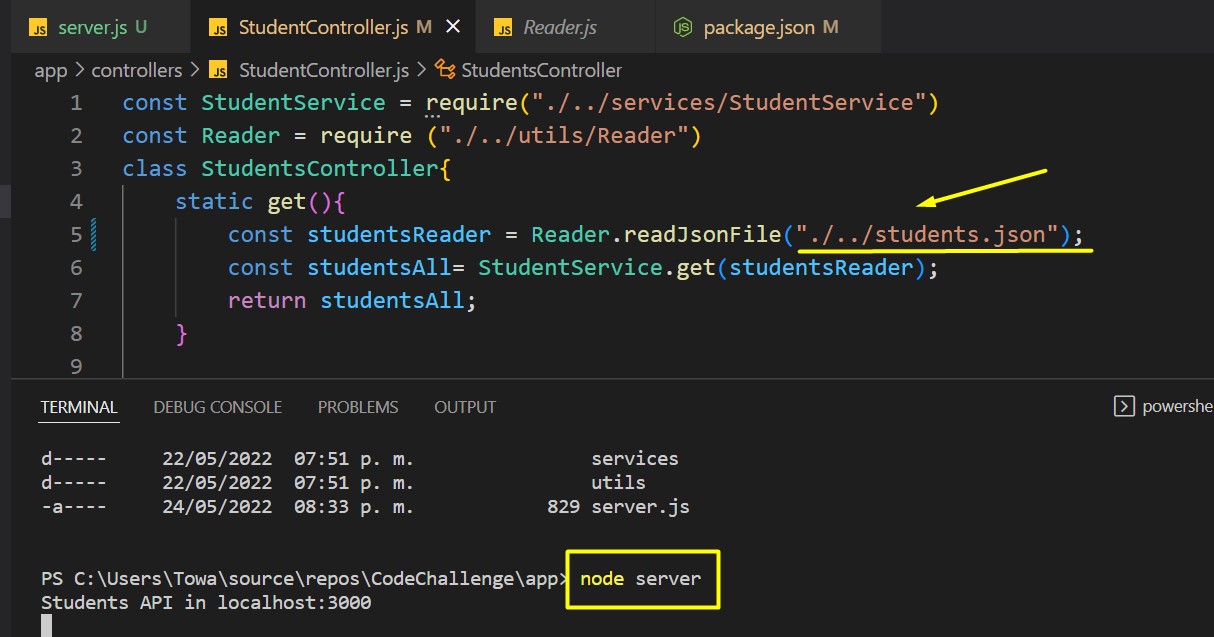 JS server.js U JS StudentController.js M JS Reader.js JS package.json M
app > controllers > JS StudentController.js > StudentsController
1 const StudentService = require("./../services/StudentService")
2 const Reader = require ("./../utils/Reader")
3 class StudentsController{
4 static get(){
5 const studentsReader = Reader.readJsonFile("./../students.json");
6 const studentsAll= StudentService.get(studentsReader);
7 return studentsAll;
8 }
9
TERMINAL DEBUG CONSOLE PROBLEMS OUTPUT powershe
d----- 22/05/2022 07:51 p. m. services
d----- 22/05/2022 07:51 p. m. utils
-a---- 24/05/2022 08:33 p. m. 829 server.js
PS C:\Users\Towa\source\repos\CodeChallenge\app> node server
Students API in localhost:3000